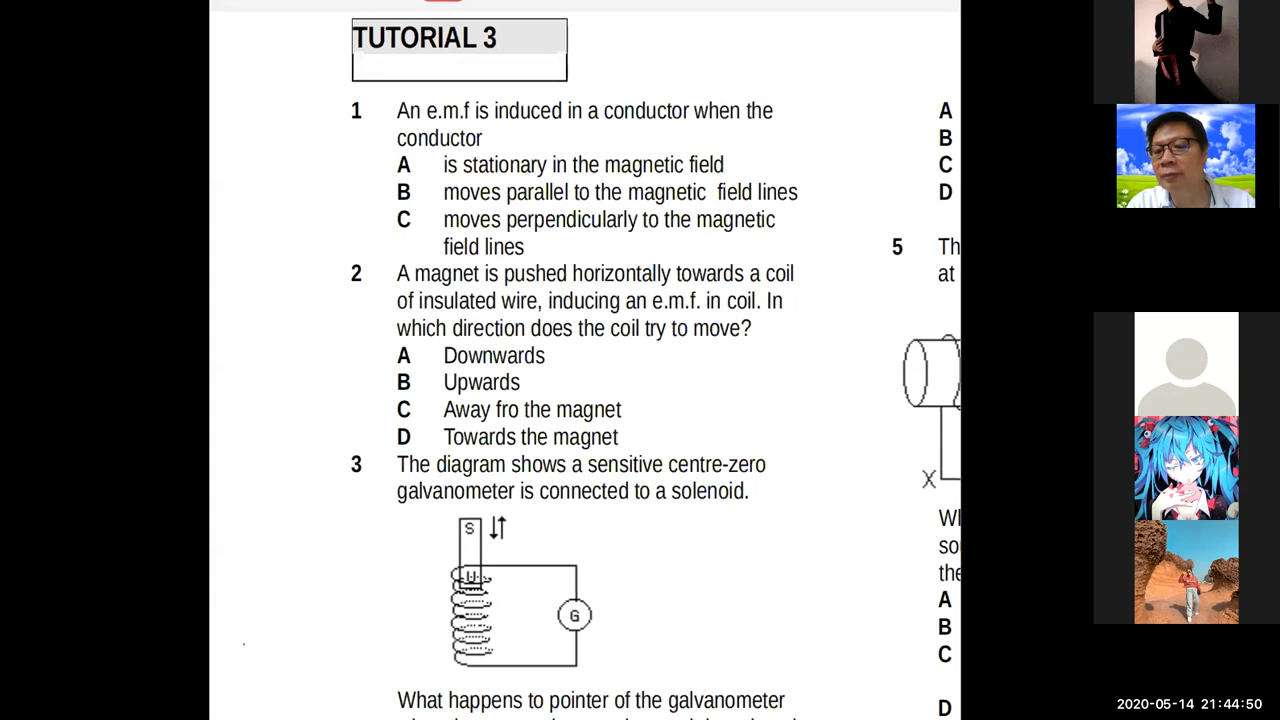 TUTORIAL 3
1 An e.m.f is induced in a conductor when the
conductor
A is stationary in the magnetic field
B moves parallel to the magnetic field lines
C moves perpendicularly to the magnetic
field lines
2 A magnet is pushed horizontally towards a coil
of insulated wire, inducing an e.m.f. in coil. In
which direction does the coil try to move?
A Downwards
B Upwards
C Away fro the magnet
D Towards the magnet
3 The diagram shows a sensitive centre-zero
galvanometer is connected to a solenoid.
S
G
What happens to pointer of the galvanometer
A
B
C
D
5 Th
at
X
so
the
A
B
C
D
2020-05-14 21:44:50